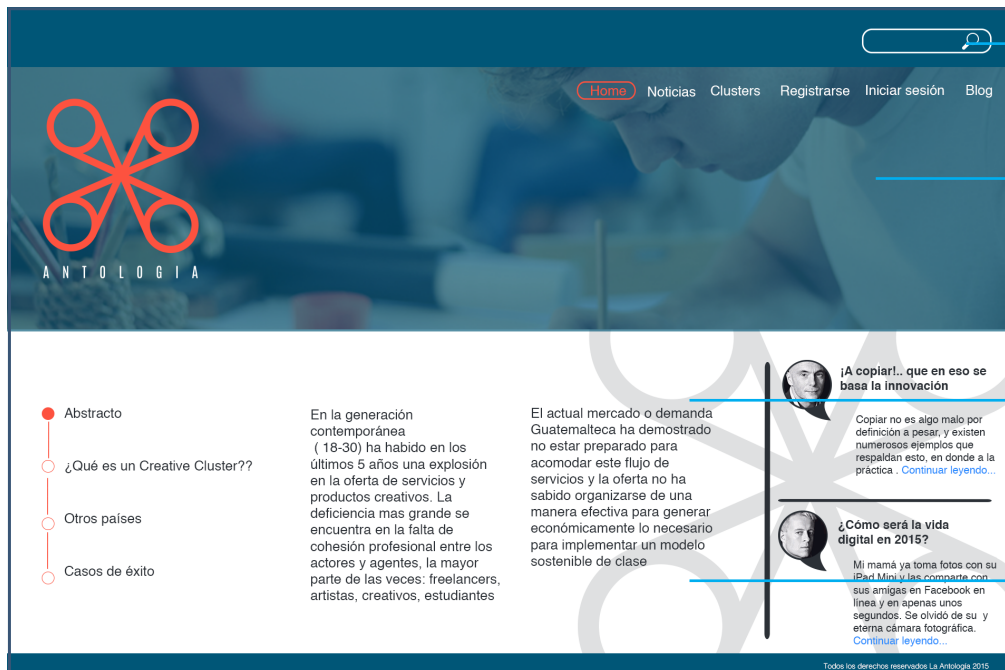 Home Noticias Clusters Registrarse Iniciar sesión Blog
ANTOLOGIA
Abstracto
¿Qué es un Creative Cluster??
Otros países
Casos de éxito
En la generación
contemporánea
( 18-30) ha habido en los
últimos 5 años una explosión
en la oferta de servicios y
productos creativos. La
deficiencia mas grande se
encuentra en la falta de
cohesión profesional entre los
actores y agentes, la mayor
parte de las veces: freelancers,
artistas, creativos, estudiantes
El actual mercado o demanda
Guatemalteca ha demostrado
no estar preparado para
acomodar este flujo de
servicios y la oferta no ha
sabido organizarse de una
manera efectiva para generar
económicamente lo necesario
para implementar un modelo
sostenible de clase
¡A copiar!.. que en eso se
basa la innovación
Copiar no es algo malo por
definición a pesar, y existen
numerosos ejemplos que
respaldan esto, en donde a la
práctica . Continuar leyendo...
¿Cómo será la vida
digital en 2015?
Mi mamá ya toma fotos con su
iPad Mini y las comparte con
sus amigas en Facebook en
línea y en apenas unos
segundos. Se olvidó de su y
eterna cámara fotográfica.
Continuar leyendo...
Todos los derechos reservados La Antología 2015